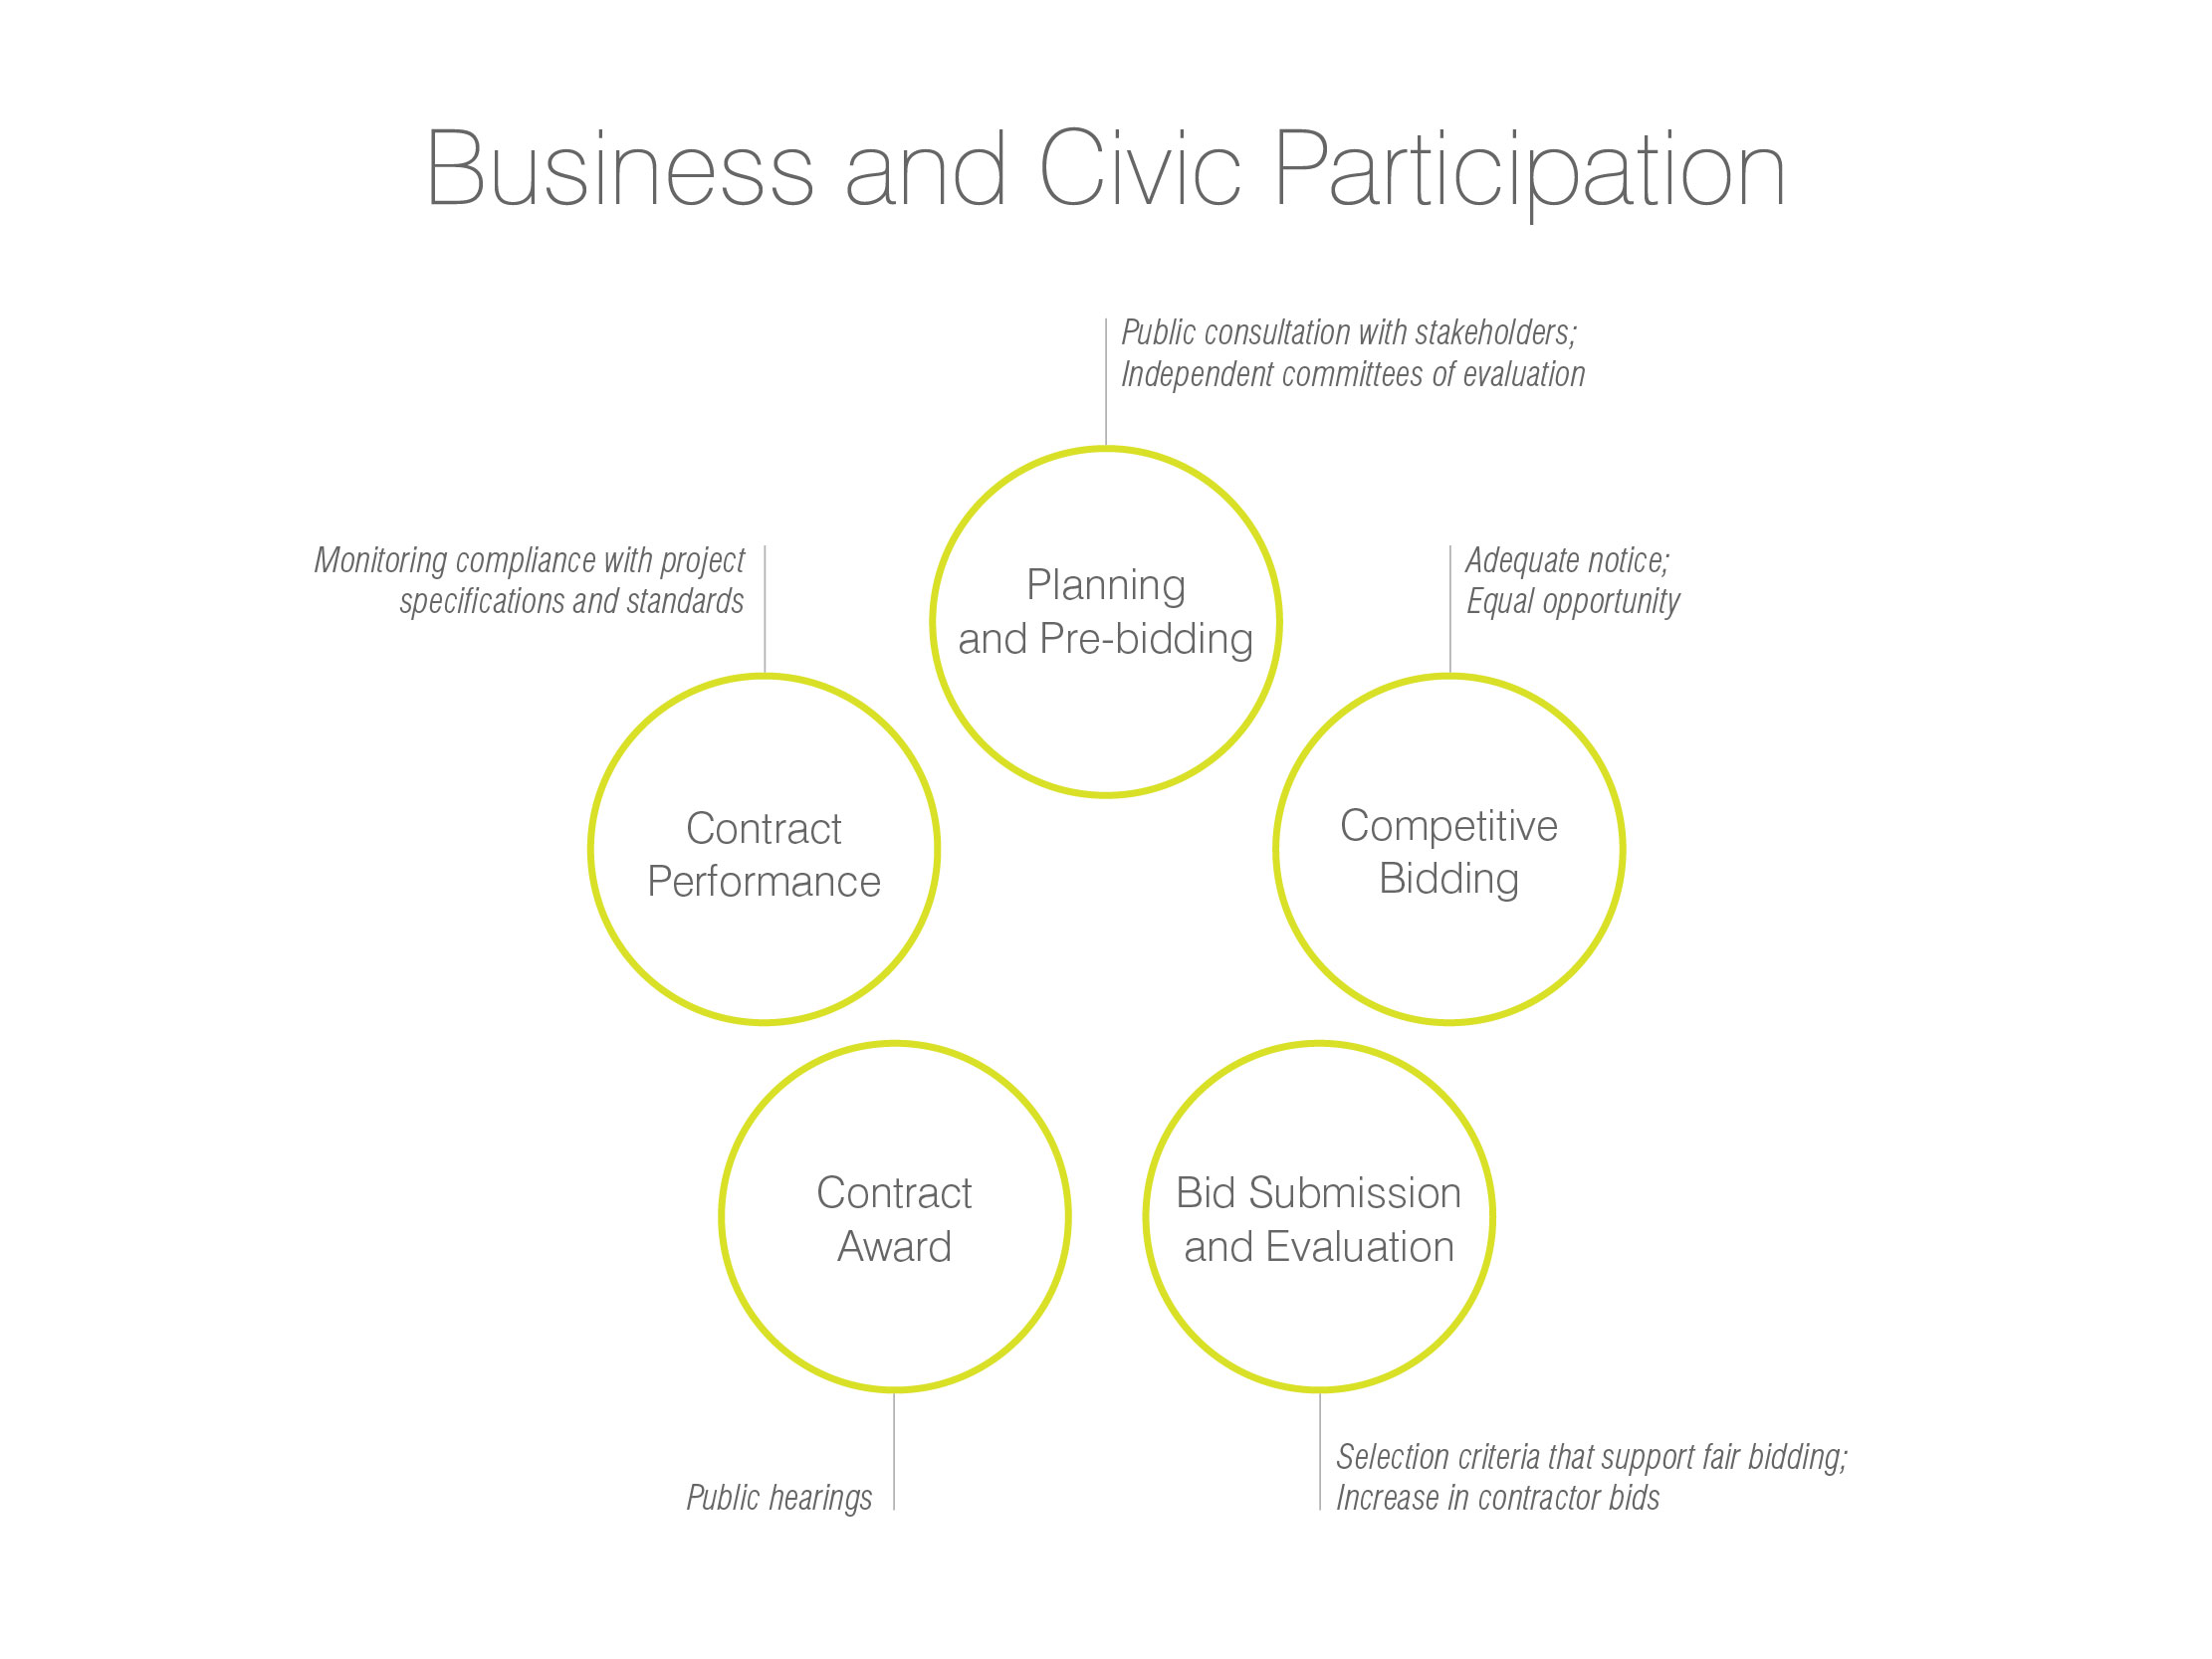 Business and Civic Participation
Public consultation with stakeholders;
Independent committees of evaluation
Planning
and Pre-bidding
Adequate notice;
Equal opportunity
Competitive
Bidding
Bid Submission
and Evaluation
Selection criteria that support fair bidding;
Increase in contractor bids
Contract
Award
Public hearings
Monitoring compliance with project
specifications and standards
Contract
Performance